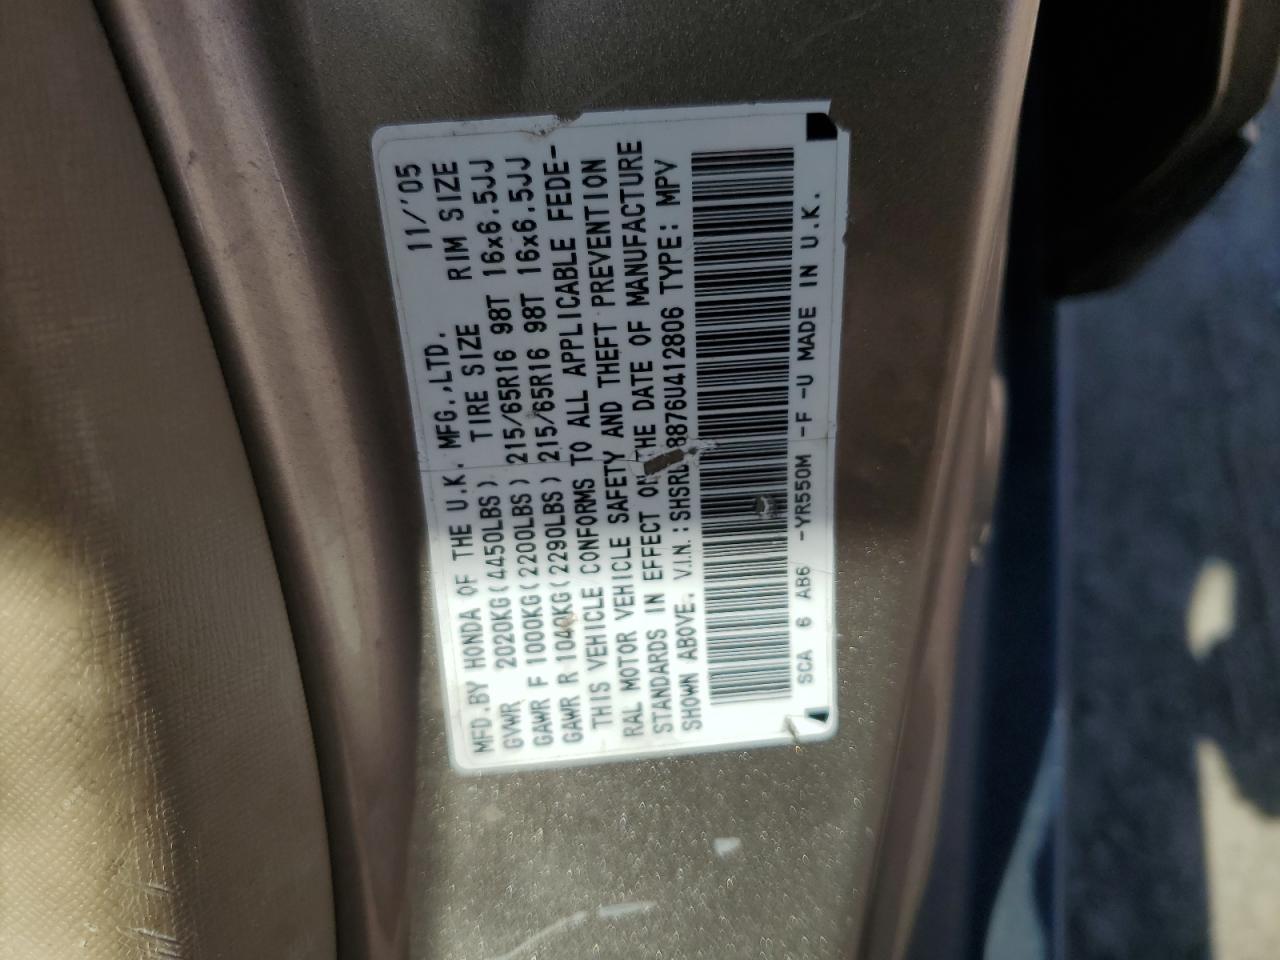 MFD.BY HONDA OF THE U.K. MFG.,LTD. 11/'05
GVWR 2020KG(4450LBS) TIRE SIZE RIM SIZE
GAWR F 1000KG(2200LBS) 215/65R16 98T 16x6.5JJ
GAWR R 1040KG(2290LBS) 215/65R16 98T 16x6.5JJ
THIS VEHICLE CONFORMS TO ALL APPLICABLE FEDE-
RAL MOTOR VEHICLE SAFETY AND THEFT PREVENTION
STANDARDS IN EFFECT ON THE DATE OF MANUFACTURE
SHOWN ABOVE. V.I.N.: TYPE: MPV
SCA 6 AB6 -YR550M -F -U MADE IN U.K.